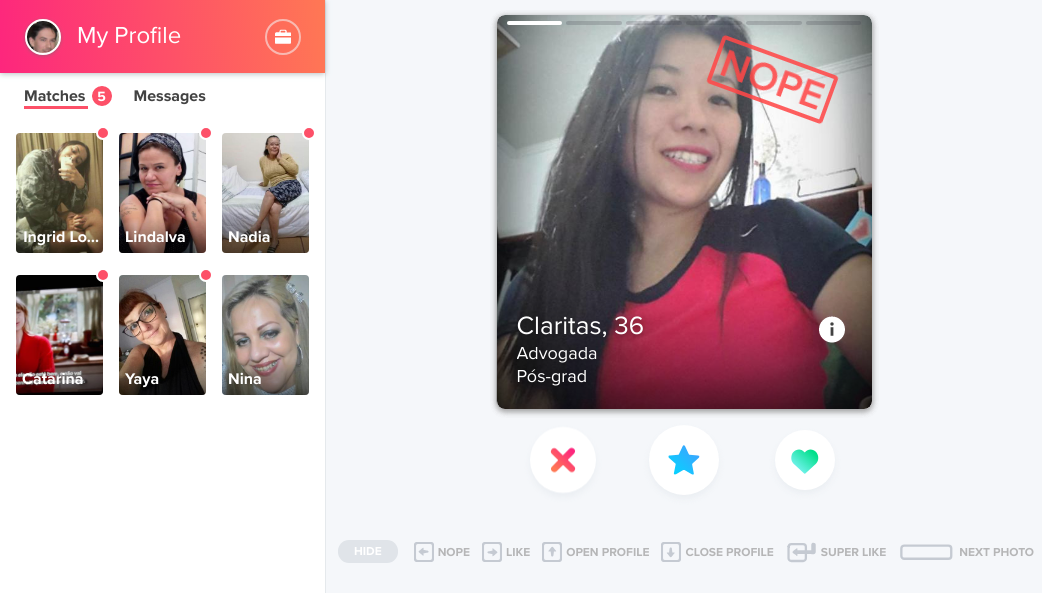 My Profile
Matches 5 Messages
Ingrid Lo...
Lindalva
Nadia
Catarina
Yaya
Nina
NOPE
Claritas, 36
Advogada
Pós-grad
HIDE
NOPE
LIKE
OPEN PROFILE
CLOSE PROFILE
SUPER LIKE
NEXT PHOTO